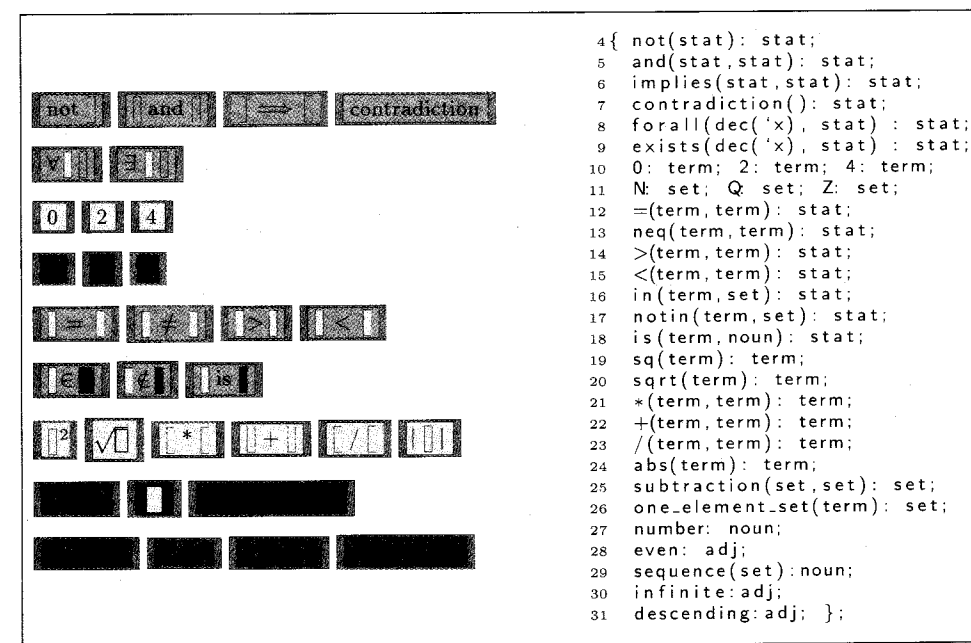 not and ⟹ contradiction
∀ ∃
0 2 4
= ≠ > <
∈ ∉ is
² √ * + / | |
4{ not(stat): stat;
5 and(stat,stat): stat;
6 implies(stat,stat): stat;
7 contradiction(): stat;
8 forall(dec(‘x), stat) : stat;
9 exists(dec(‘x), stat) : stat;
10 0: term; 2: term; 4: term;
11 N: set; Q: set; Z: set;
12 =(term,term): stat;
13 neq(term,term): stat;
14 >(term,term): stat;
15 <(term,term): stat;
16 in(term,set): stat;
17 notin(term,set): stat;
18 is(term,noun): stat;
19 sq(term): term;
20 sqrt(term): term;
21 *(term,term): term;
22 +(term,term): term;
23 /(term,term): term;
24 abs(term): term;
25 subtraction(set,set): set;
26 one_element_set(term): set;
27 number: noun;
28 even: adj;
29 sequence(set):noun;
30 infinite:adj;
31 descending:adj; };